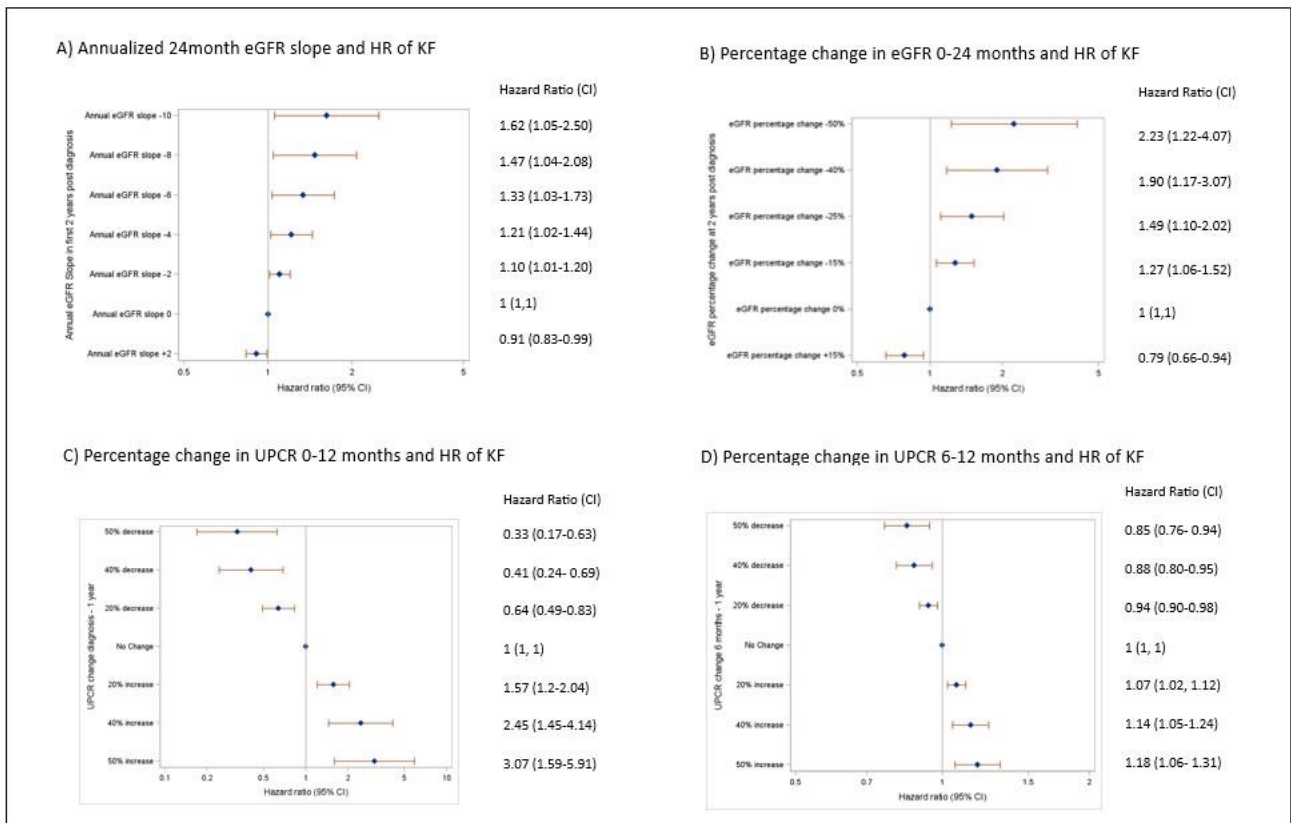 A) Annualized 24month eGFR slope and HR of KF
Hazard Ratio (CI)
Annual eGFR Slope in first 2 years post diagnosis
Annual eGFR slope -10
1.62 (1.05-2.50)
Annual eGFR slope -8
1.47 (1.04-2.08)
Annual eGFR slope -6
1.33 (1.03-1.73)
Annual eGFR slope -4
1.21 (1.02-1.44)
Annual eGFR slope -2
1.10 (1.01-1.20)
Annual eGFR slope 0
1 (1,1)
Annual eGFR slope +2
0.91 (0.83-0.99)
0.5 1 2 5
Hazard ratio (95% CI)
B) Percentage change in eGFR 0-24 months and HR of KF
Hazard Ratio (CI)
eGFR percentage change at 2 years post diagnosis
eGFR percentage change -50%
2.23 (1.22-4.07)
eGFR percentage change -40%
1.90 (1.17-3.07)
eGFR percentage change -25%
1.49 (1.10-2.02)
eGFR percentage change -15%
1.27 (1.06-1.52)
eGFR percentage change 0%
1 (1,1)
eGFR percentage change +15%
0.79 (0.66-0.94)
0.5 1 2 5
Hazard ratio (95% CI)
C) Percentage change in UPCR 0-12 months and HR of KF
Hazard Ratio (CI)
UPCR change diagnosis - 1 year
50% decrease
0.33 (0.17-0.63)
40% decrease
0.41 (0.24- 0.69)
20% decrease
0.64 (0.49-0.83)
No Change
1 (1, 1)
20% increase
1.57 (1.2-2.04)
40% increase
2.45 (1.45-4.14)
50% increase
3.07 (1.59-5.91)
0.1 0.2 0.5 1 2 5 10
Hazard ratio (95% CI)
D) Percentage change in UPCR 6-12 months and HR of KF
Hazard Ratio (CI)
UPCR change 6 months - 1 year
50% decrease
0.85 (0.76- 0.94)
40% decrease
0.88 (0.80-0.95)
20% decrease
0.94 (0.90-0.98)
No Change
1 (1, 1)
20% increase
1.07 (1.02, 1.12)
40% increase
1.14 (1.05-1.24)
50% increase
1.18 (1.06- 1.31)
0.5 0.7 1 1.5 2
Hazard ratio (95% CI)